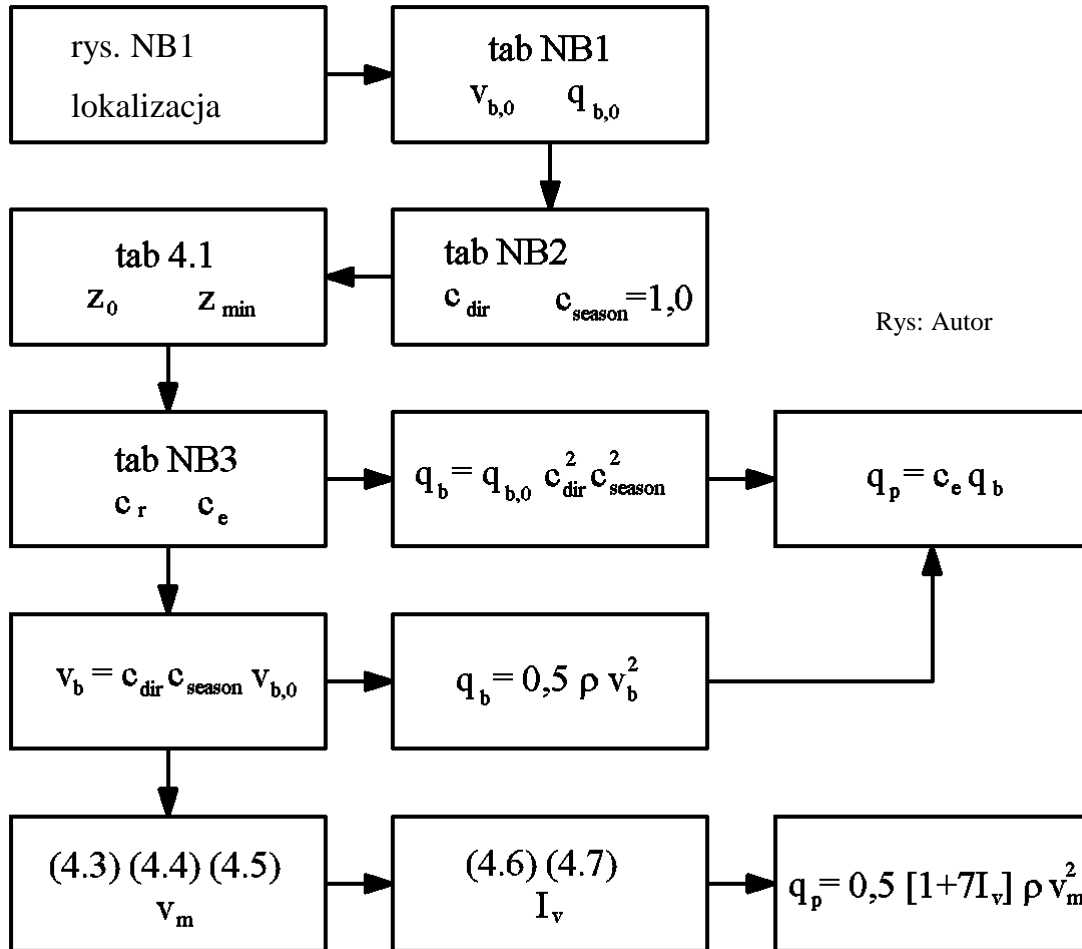 rys. NB1
lokalizacja
tab NB1
v_b,0 q_b,0
tab 4.1
z_0 z_min
tab NB2
c_dir c_season=1,0
Rys: Autor
tab NB3
c_r c_e
q_b = q_b,0 c_dir^2 c_season^2
q_p = c_e q_b
v_b = c_dir c_season v_b,0
q_b = 0,5 ρ v_b^2
(4.3) (4.4) (4.5)
v_m
(4.6) (4.7)
I_v
q_p = 0,5 [1+7I_v] ρ v_m^2